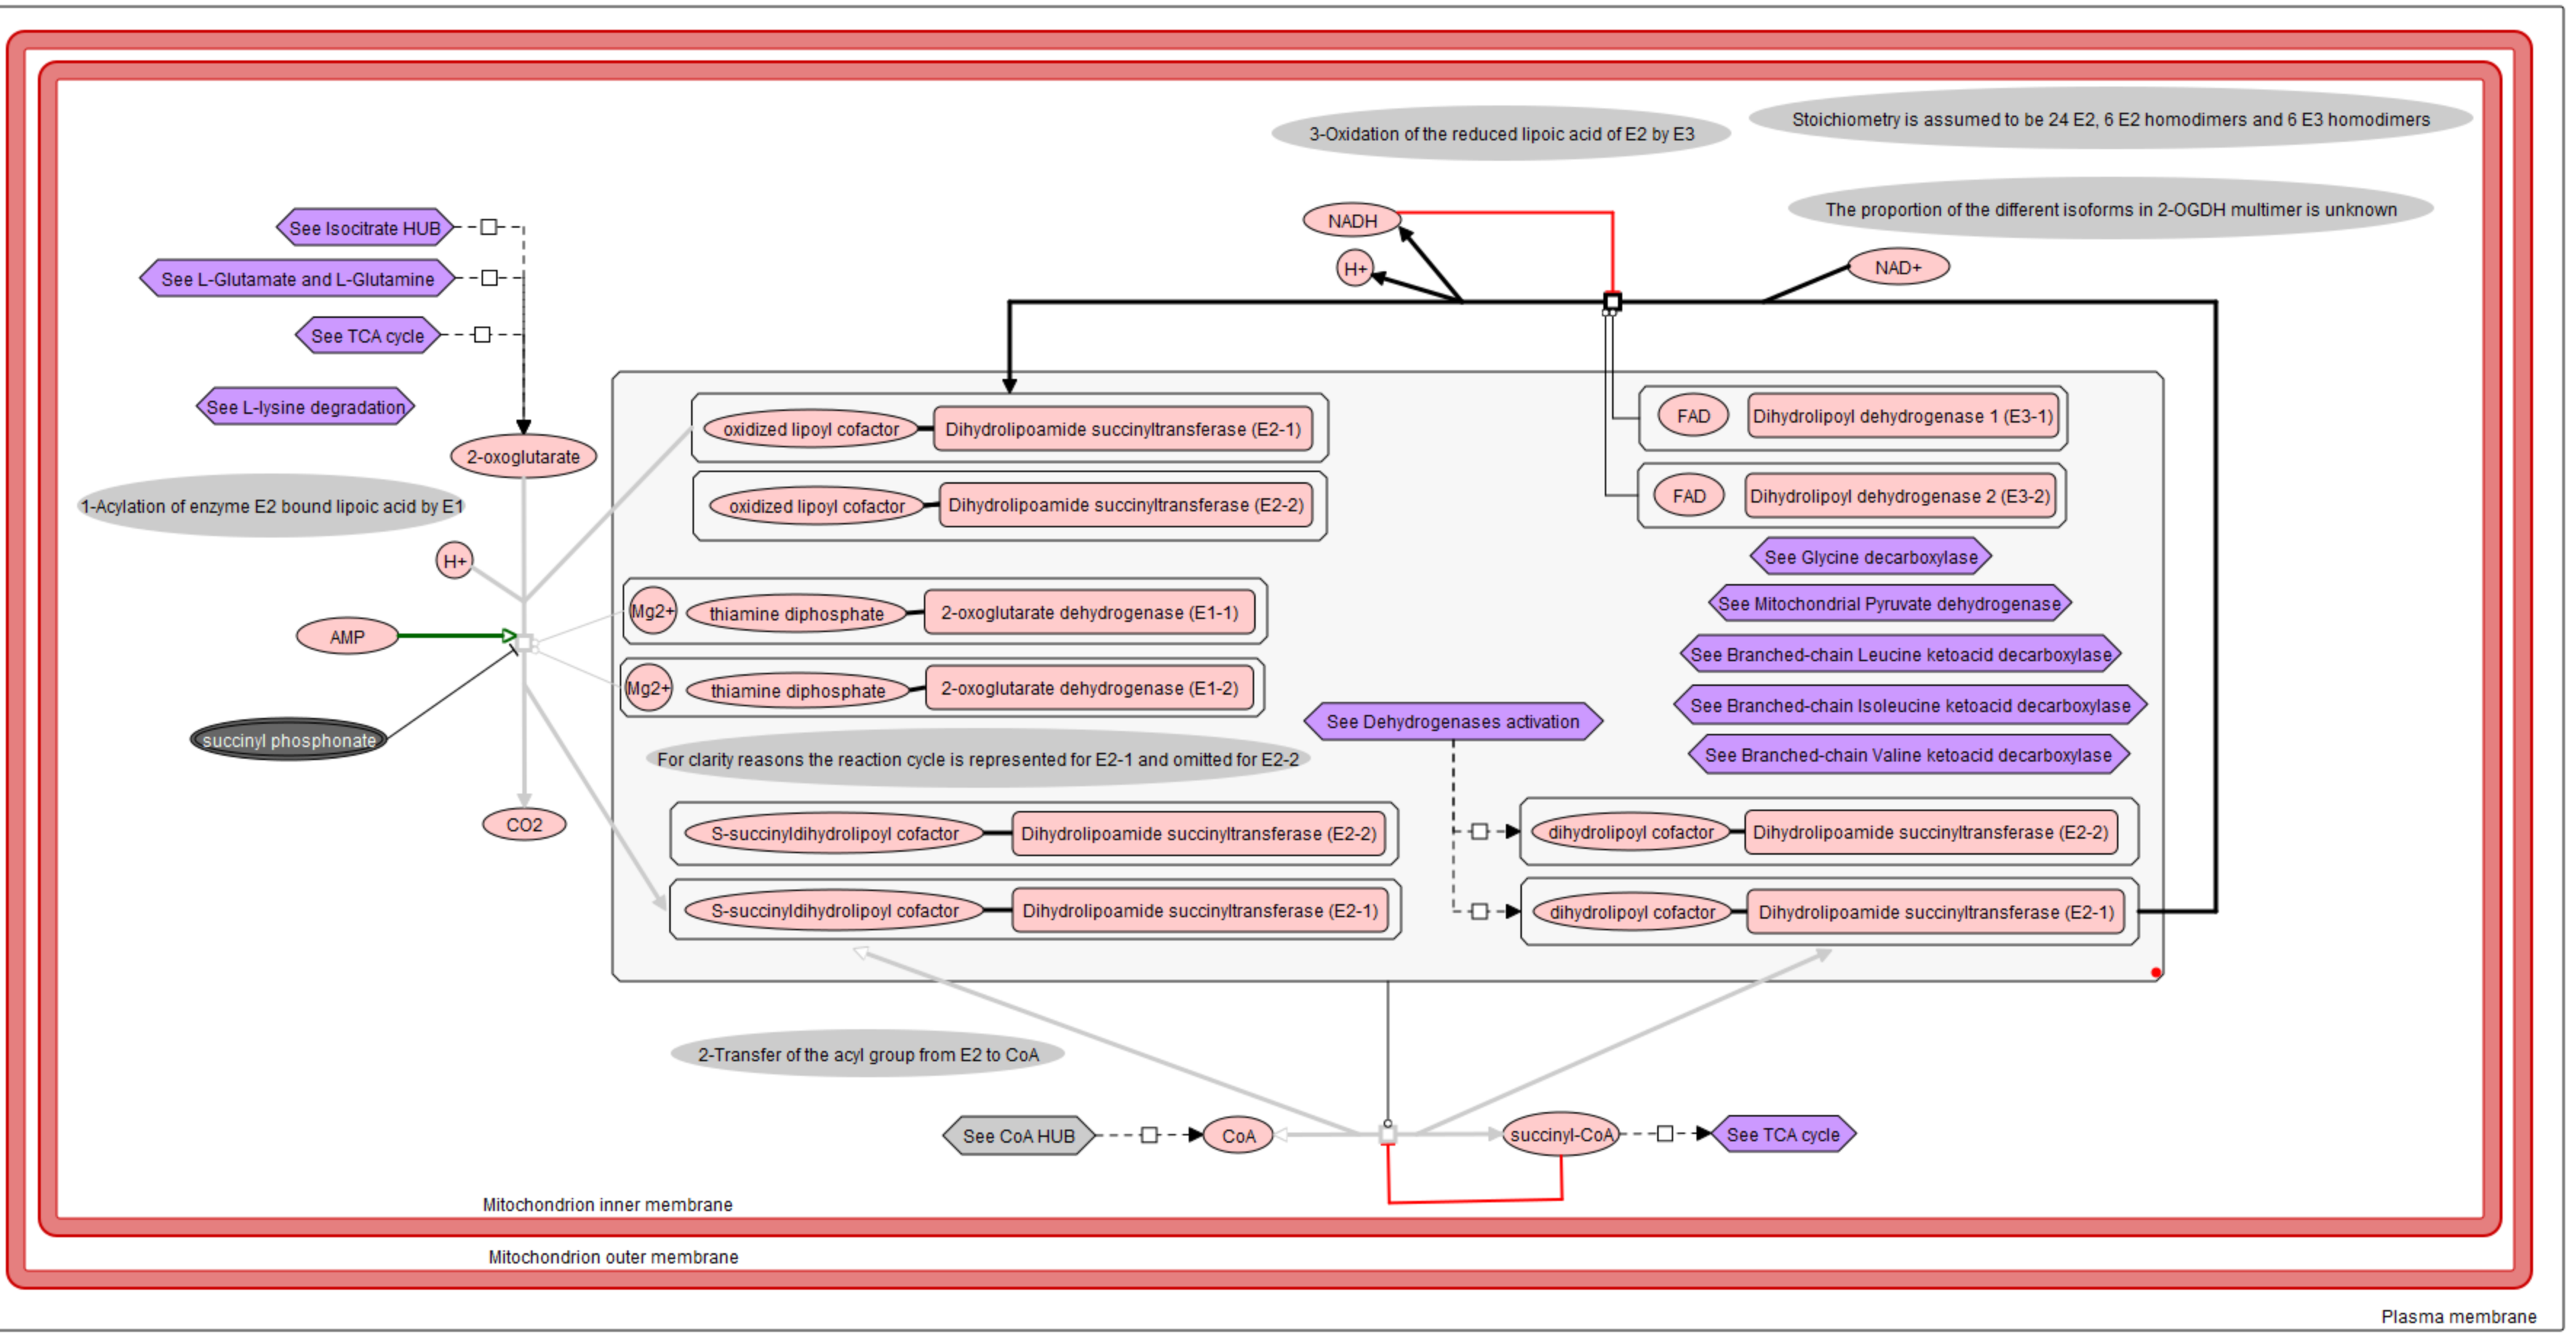 3-Oxidation of the reduced lipoic acid of E2 by E3
Stoichiometry is assumed to be 24 E2, 6 E2 homodimers and 6 E3 homodimers
The proportion of the different isoforms in 2-OGDH multimer is unknown
See Isocitrate HUB
See L-Glutamate and L-Glutamine
See TCA cycle
See L-lysine degradation
NADH
H+
NAD+
2-oxoglutarate
1-Acylation of enzyme E2 bound lipoic acid by E1
H+
AMP
succinyl phosphonate
CO2
oxidized lipoyl cofactor
Dihydrolipoamide succinyltransferase (E2-1)
oxidized lipoyl cofactor
Dihydrolipoamide succinyltransferase (E2-2)
FAD
Dihydrolipoyl dehydrogenase 1 (E3-1)
FAD
Dihydrolipoyl dehydrogenase 2 (E3-2)
See Glycine decarboxylase
See Mitochondrial Pyruvate dehydrogenase
See Branched-chain Leucine ketoacid decarboxylase
See Branched-chain Isoleucine ketoacid decarboxylase
See Branched-chain Valine ketoacid decarboxylase
Mg2+
thiamine diphosphate
2-oxoglutarate dehydrogenase (E1-1)
Mg2+
thiamine diphosphate
2-oxoglutarate dehydrogenase (E1-2)
See Dehydrogenases activation
For clarity reasons the reaction cycle is represented for E2-1 and omitted for E2-2
S-succinyldihydrolipoyl cofactor
Dihydrolipoamide succinyltransferase (E2-2)
dihydrolipoyl cofactor
Dihydrolipoamide succinyltransferase (E2-2)
S-succinyldihydrolipoyl cofactor
Dihydrolipoamide succinyltransferase (E2-1)
dihydrolipoyl cofactor
Dihydrolipoamide succinyltransferase (E2-1)
2-Transfer of the acyl group from E2 to CoA
See CoA HUB
CoA
succinyl-CoA
See TCA cycle
Mitochondrion inner membrane
Mitochondrion outer membrane
Plasma membrane